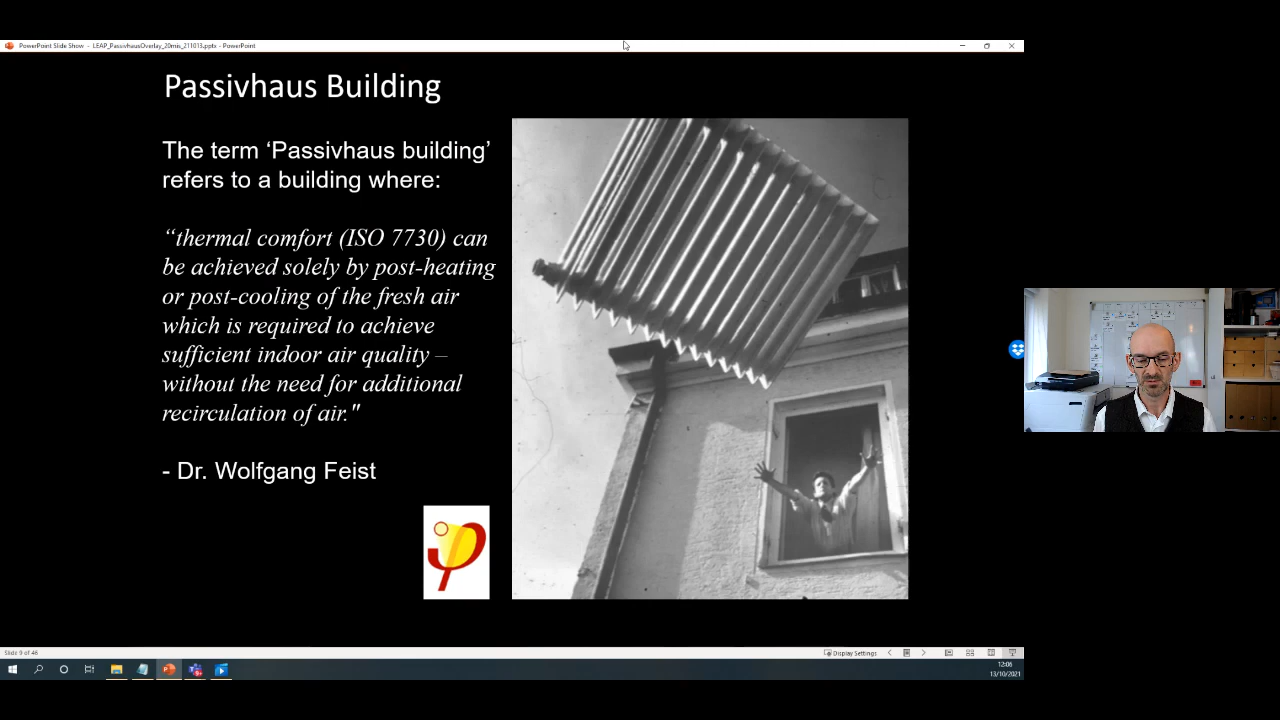 PowerPoint Slide Show - LEAP_PassivhausOverlay_20mis_211013.pptx - PowerPoint
Passivhaus Building
The term ‘Passivhaus building’
refers to a building where:
“thermal comfort (ISO 7730) can
be achieved solely by post-heating
or post-cooling of the fresh air
which is required to achieve
sufficient indoor air quality –
without the need for additional
recirculation of air."
- Dr. Wolfgang Feist
Slide 9 of 46
Display Settings
12:06
13/10/2021